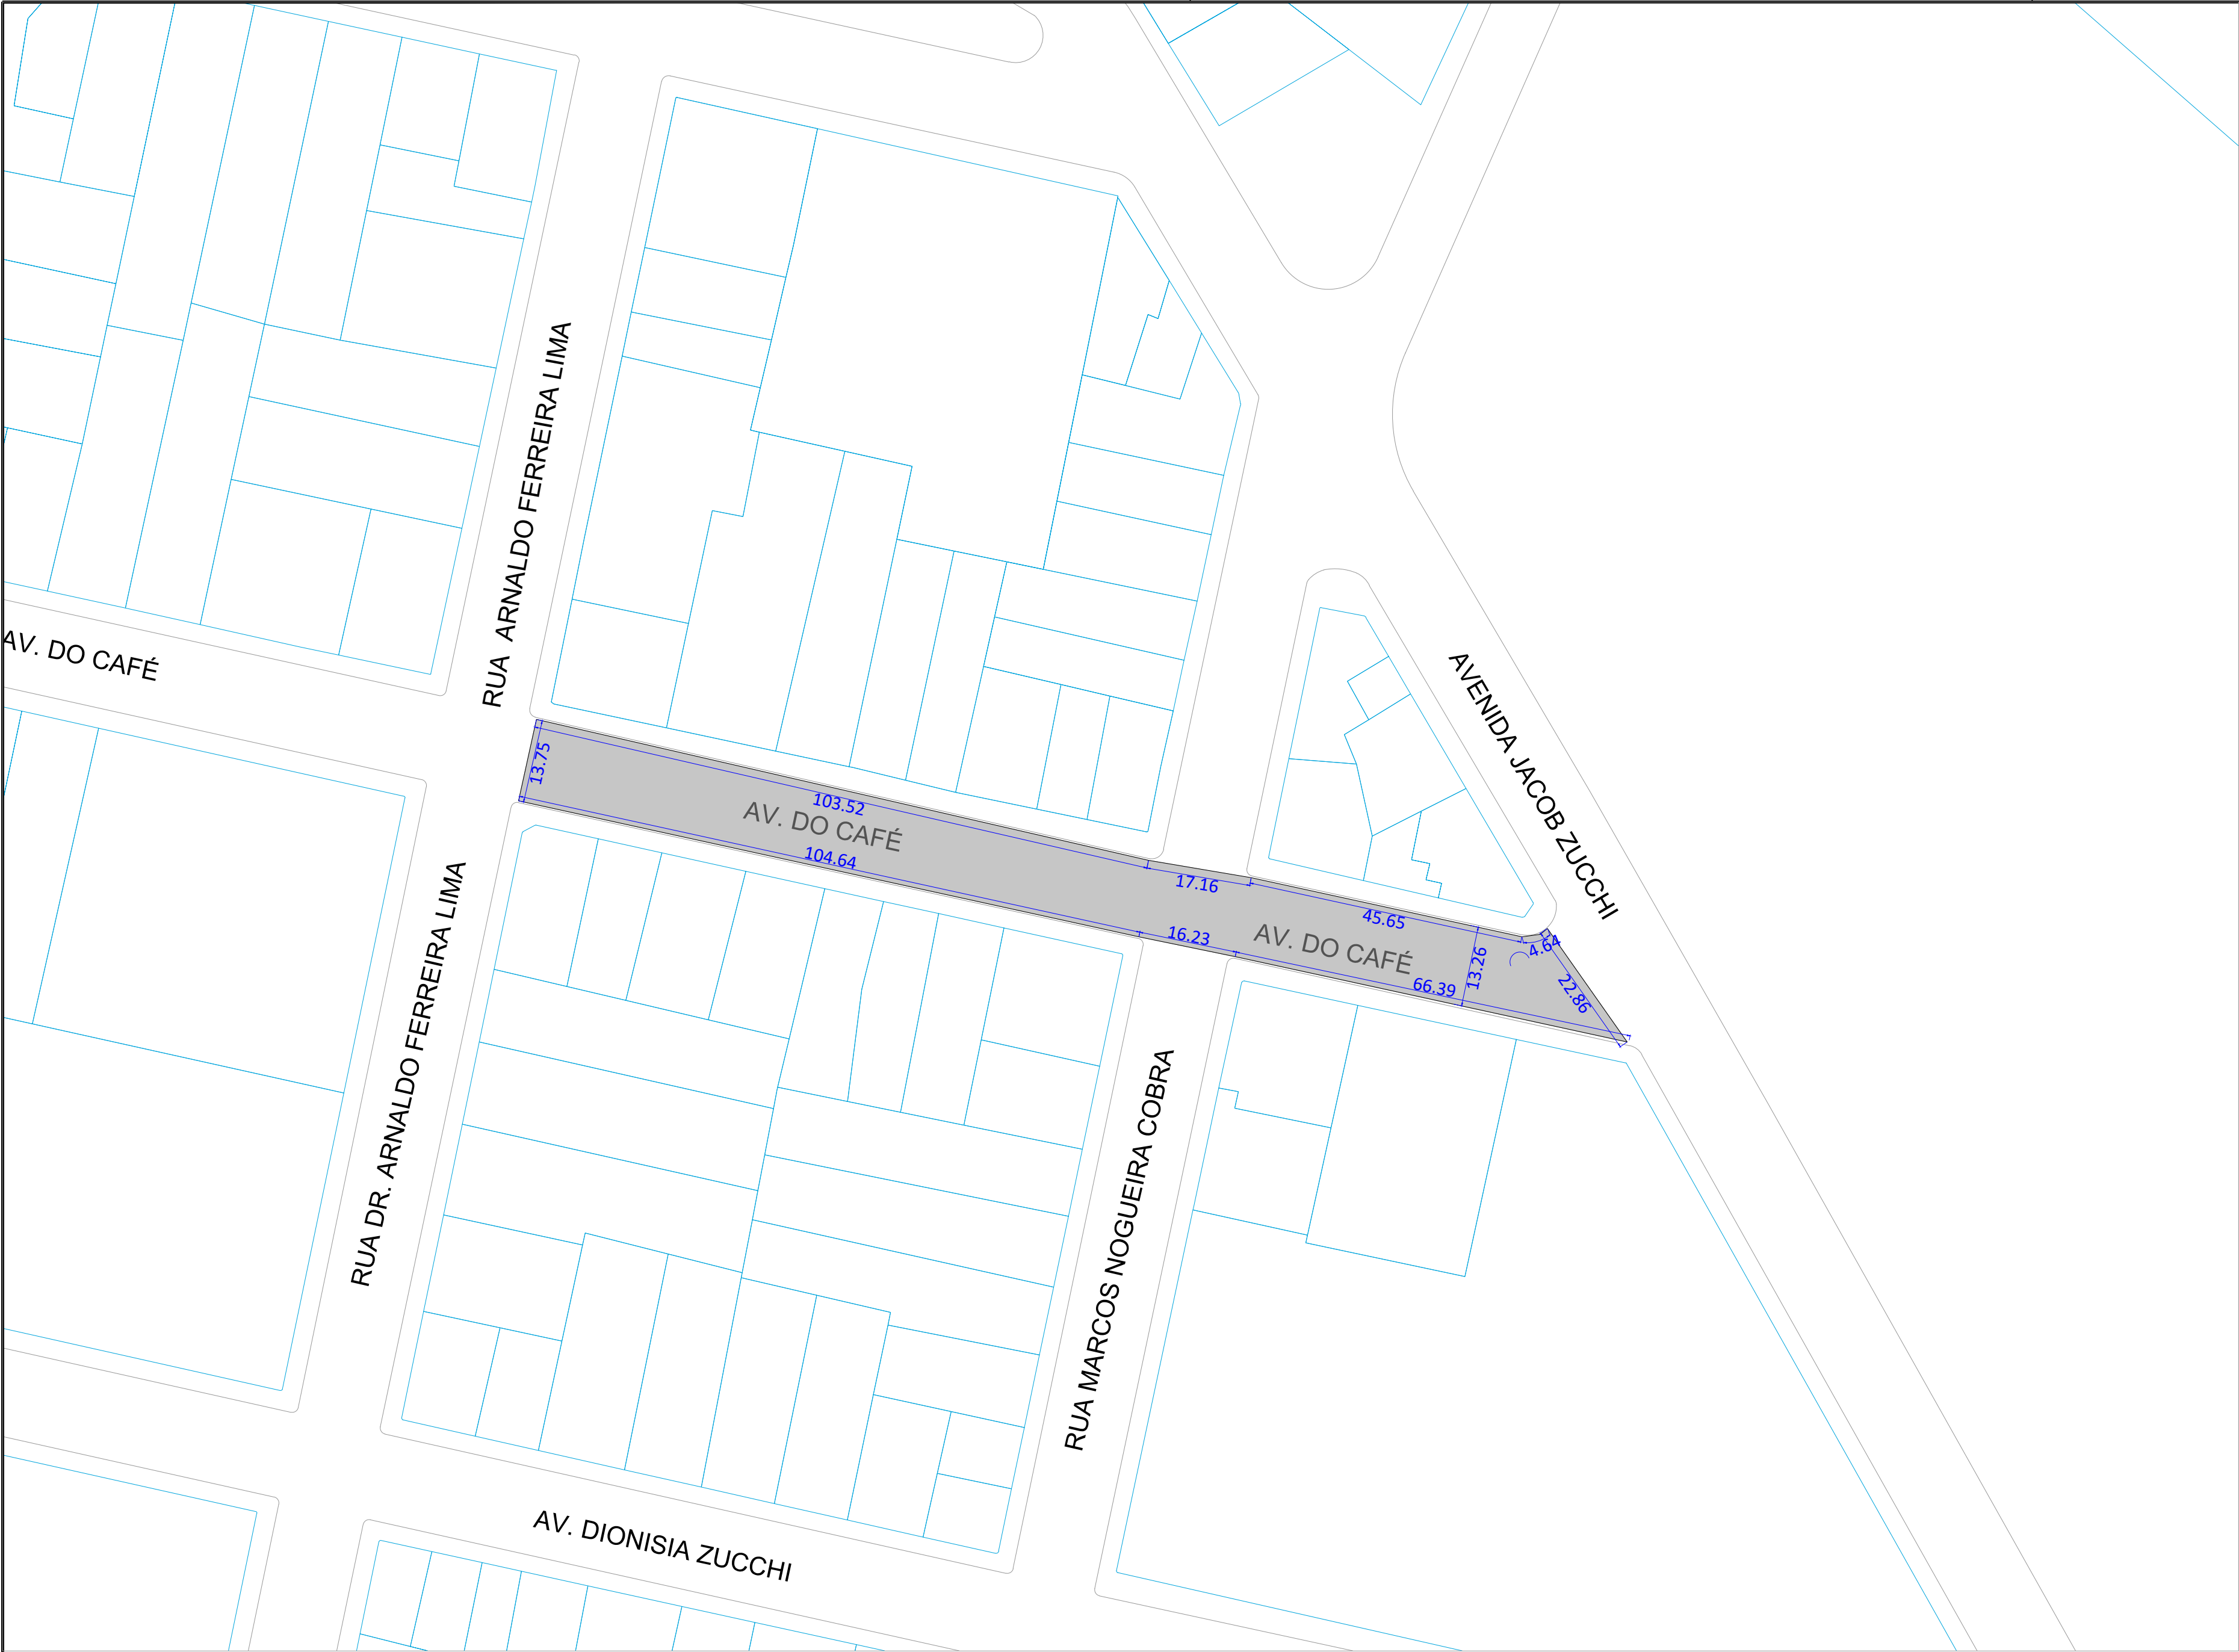 RUA  ARNALDO FERREIRA LIMA
AV. DO CAFÉ
AVENIDA JACOB ZUCCHI
13.75
103.52
AV. DO CAFÉ
104.64
17.16
45.65
16.23
AV. DO CAFÉ
13.26
4.64
66.39
22.86
RUA DR. ARNALDO FERREIRA LIMA
RUA MARCOS NOGUEIRA COBRA
AV. DIONISIA ZUCCHI